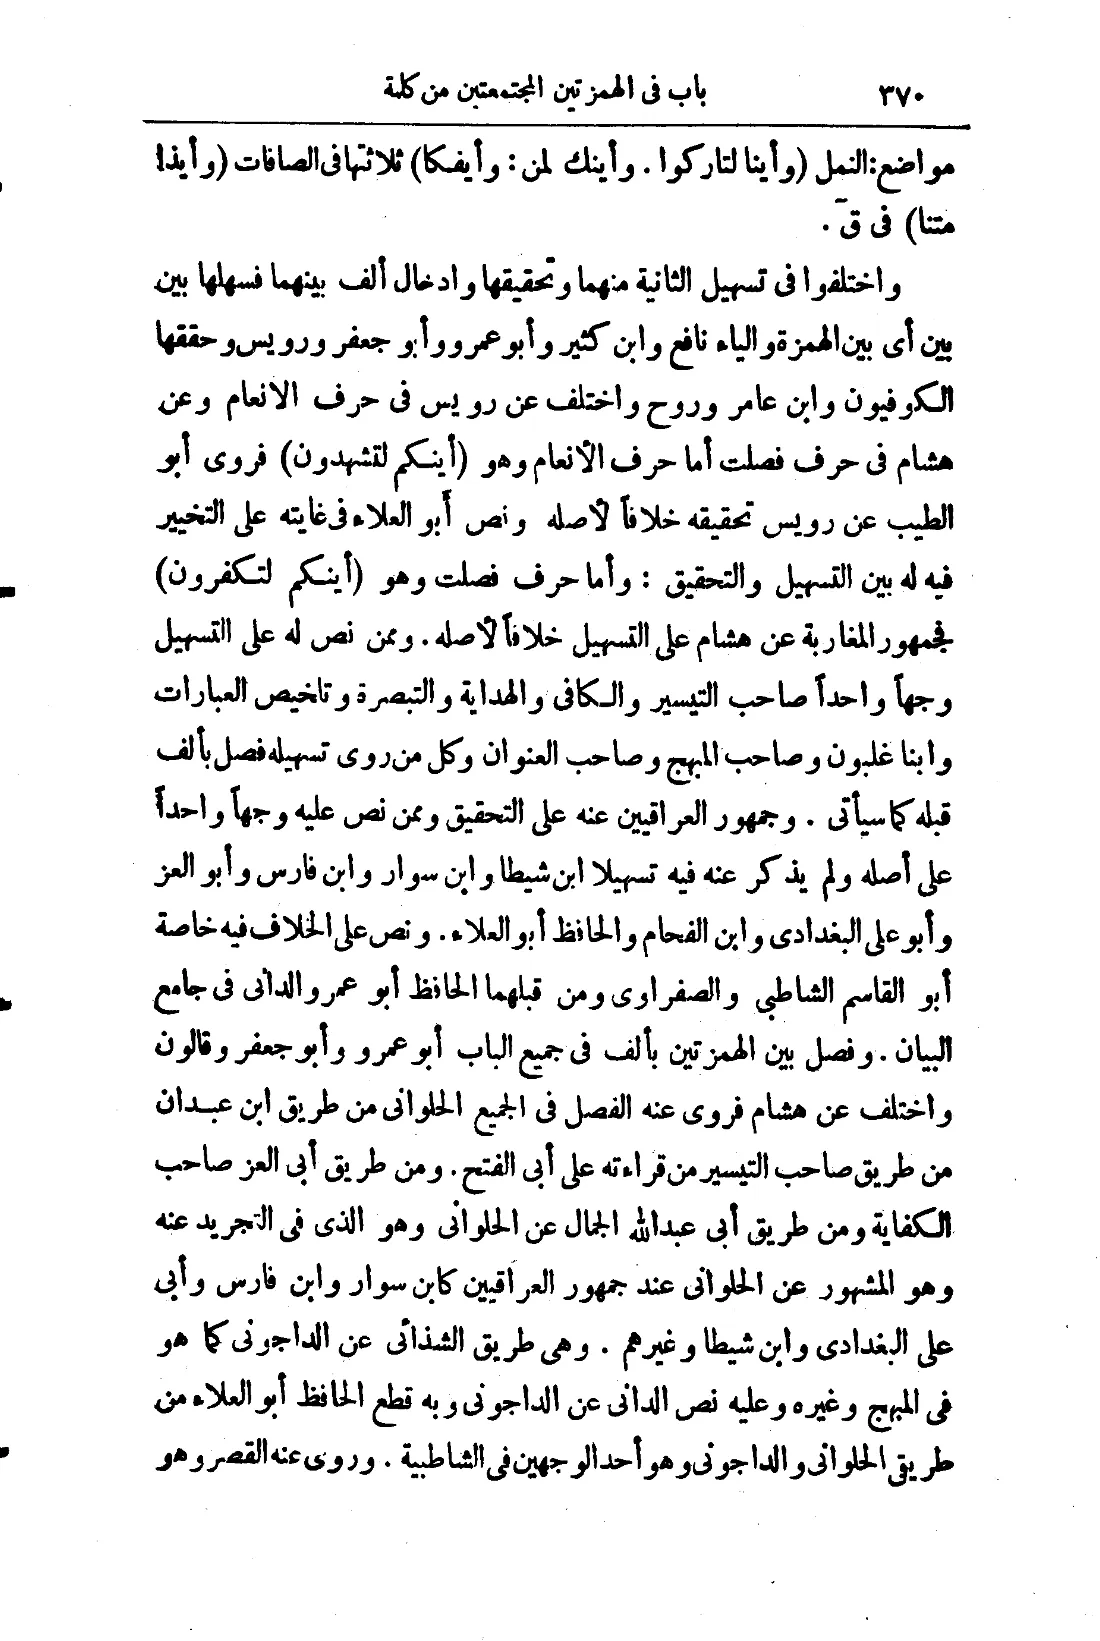 ٣٧٠ باب فى الهمزتين المجتمعتين من كلمة
مواضع: النمل (وأينا لتاركوا . وأينك لمن : وأيفكا) ثلاثتها فى الصافات (وأيذا
متنا) فى قٓ .
واختلفوا فى تسهيل الثانية منهما وتحقيقها وادخال ألف بينهما فسهلها بين
بين أى بين الهمزة والياء نافع وابن كثير وأبو عمرو وأبو جعفر ورويس وحققها
الكوفيون وابن عامر وروح واختلف عن رويس فى حرف الانعام وعن
هشام فى حرف فصلت أما حرف الأنعام وهو (أينكم لتشهدون) فروى أبو
الطيب عن رويس تحقيقه خلافاً لأصله ونص أبو العلاء فى غايته على التخيير
فيه له بين التسهيل والتحقيق : وأما حرف فصلت وهو (أينكم لتكفرون)
فجمهور المغاربة عن هشام على التسهيل خلافاً لأصله . وممن نص له على التسهيل
وجهاً واحداً صاحب التيسير والكافى والهداية والتبصرة وتلخيص العبارات
وابنا غلبون وصاحب المبهج وصاحب العنوان وكل من روى تسهيله فصل بألف
قبله كما سيأتى . وجمهور العراقيين عنه على التحقيق وممن نص عليه وجهاً واحداً
على أصله ولم يذكر عنه فيه تسهيلا ابن شيطا وابن سوار وابن فارس وأبو العز
وأبو على البغدادى وابن الفحام والحافظ أبو العلاء . ونص على الخلاف فيه خاصة
أبو القاسم الشاطبي والصفراوى ومن قبلهما الحافظ أبو عمرو الدانى فى جامع
البيان . وفصل بين الهمزتين بألف فى جميع الباب أبو عمرو وأبو جعفر وقالون
واختلف عن هشام فروى عنه الفصل فى الجميع الحلوانى من طريق ابن عبدان
من طريق صاحب التيسير من قراءته على أبى الفتح . ومن طريق أبى العز صاحب
الكفاية ومن طريق أبى عبدالله الجمال عن الحلوانى وهو الذى فى التجريد عنه
وهو المشهور عن الحلوانى عند جمهور العراقيين كابن سوار وابن فارس وأبى
على البغدادى وابن شيطا وغيرهم . وهى طريق الشذائى عن الداجونى كما هو
فى المبهج وغيره وعليه نص الدانى عن الداجونى وبه قطع الحافظ أبو العلاء من
طريقى الحلوانى والداجونى وهو أحد الوجهين فى الشاطبية . وروى عنه القصر وهو